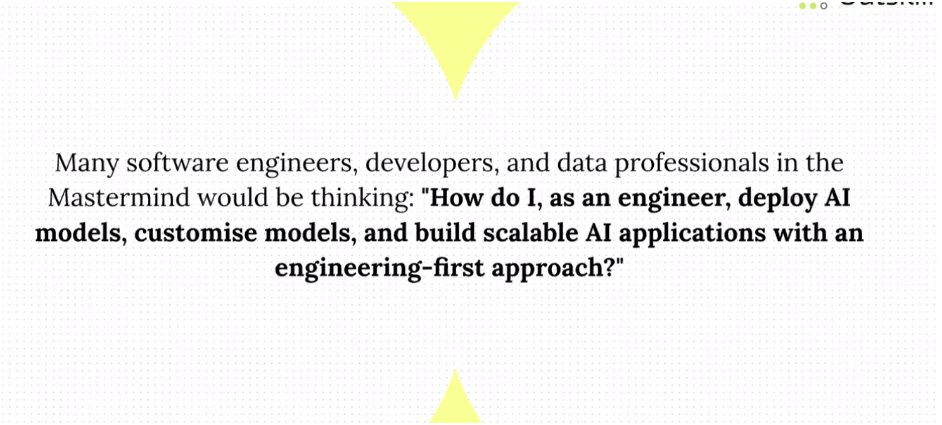 Many software engineers, developers, and data professionals in the
Mastermind would be thinking: "How do I, as an engineer, deploy AI
models, customise models, and build scalable AI applications with an
engineering-first approach?"